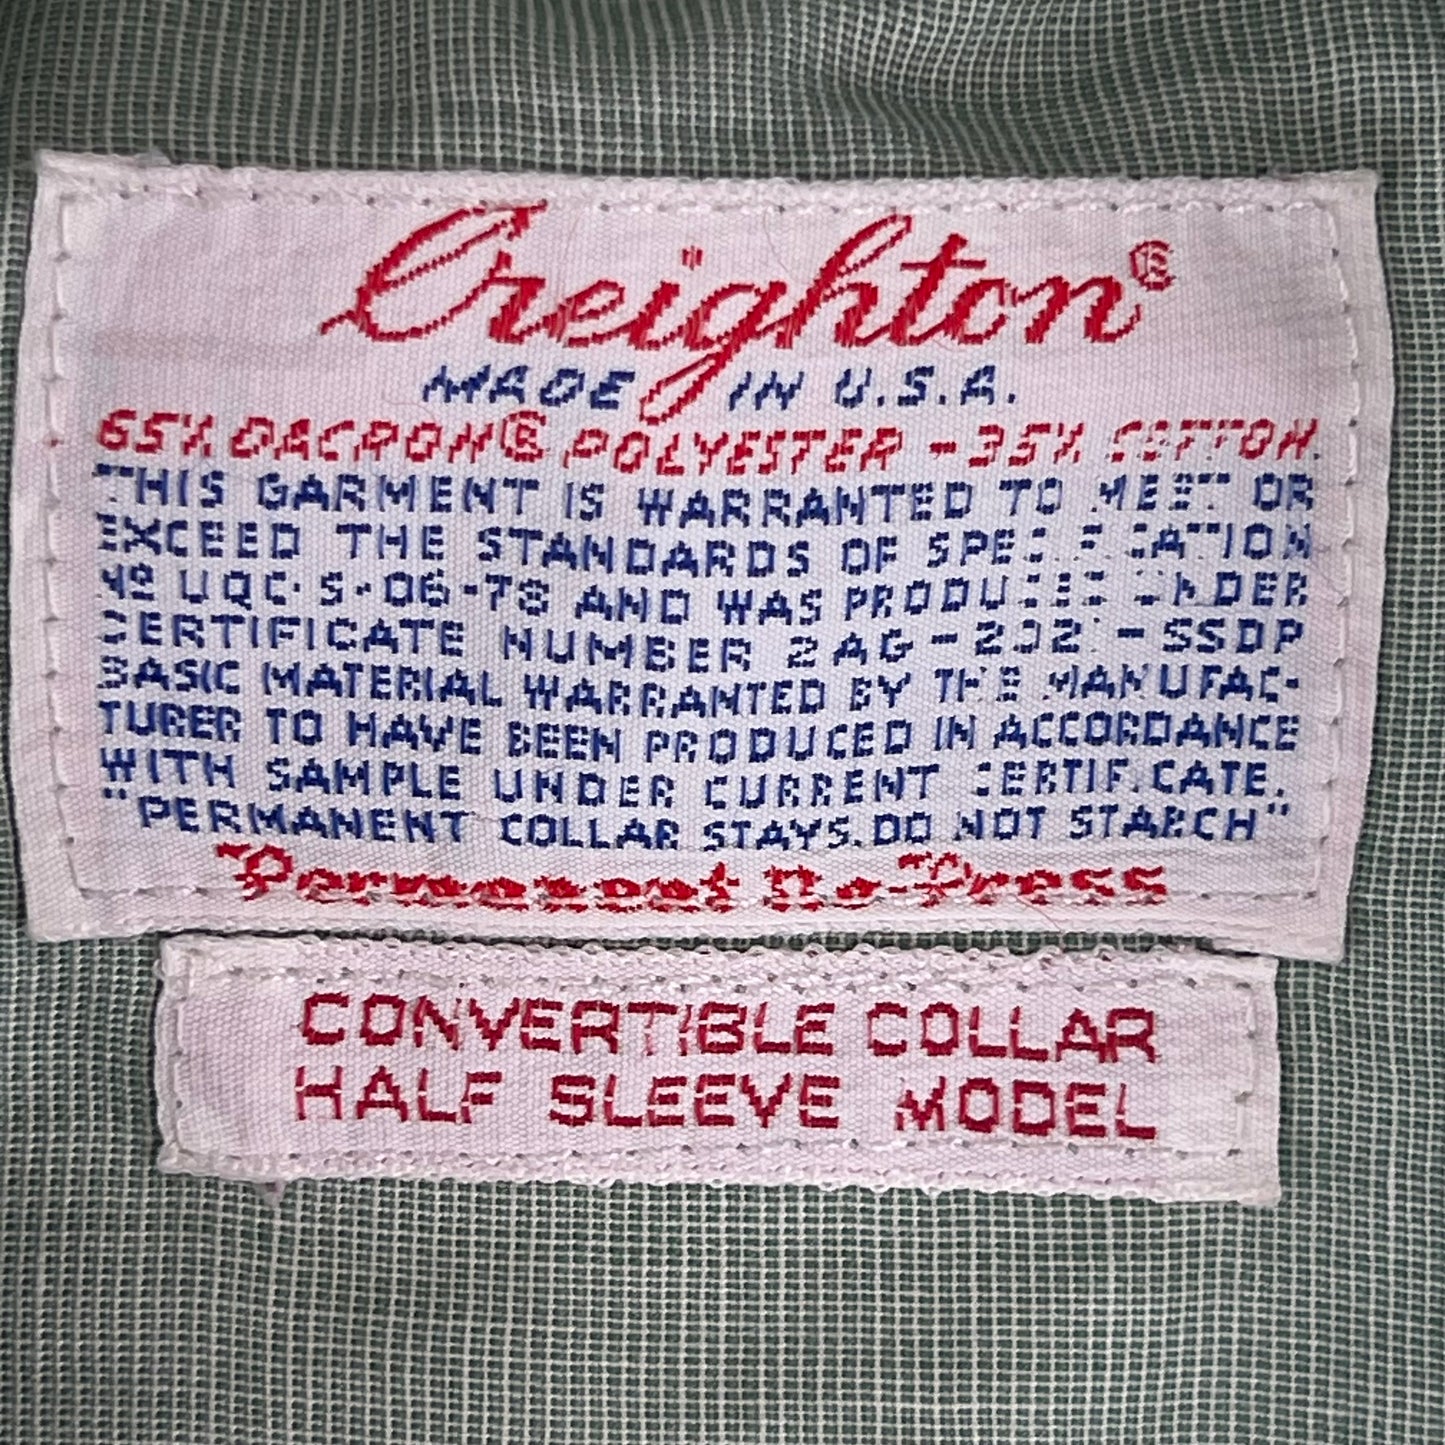 Creighton®
MADE IN U.S.A.
65% DACRON® POLYESTER - 35% COTTON.
THIS GARMENT IS WARRANTED TO MEET OR
EXCEED THE STANDARDS OF SPECIFICATION
Nº UQC·S-06-78 AND WAS PRODUCED UNDER
CERTIFICATE NUMBER 2AG-2021-SSDP
BASIC MATERIAL WARRANTED BY THE MANUFAC-
TURER TO HAVE BEEN PRODUCED IN ACCORDANCE
WITH SAMPLE UNDER CURRENT CERTIFICATE.
"PERMANENT COLLAR STAYS.DO NOT STARCH"
Permanent No-Press
CONVERTIBLE COLLAR
HALF SLEEVE MODEL